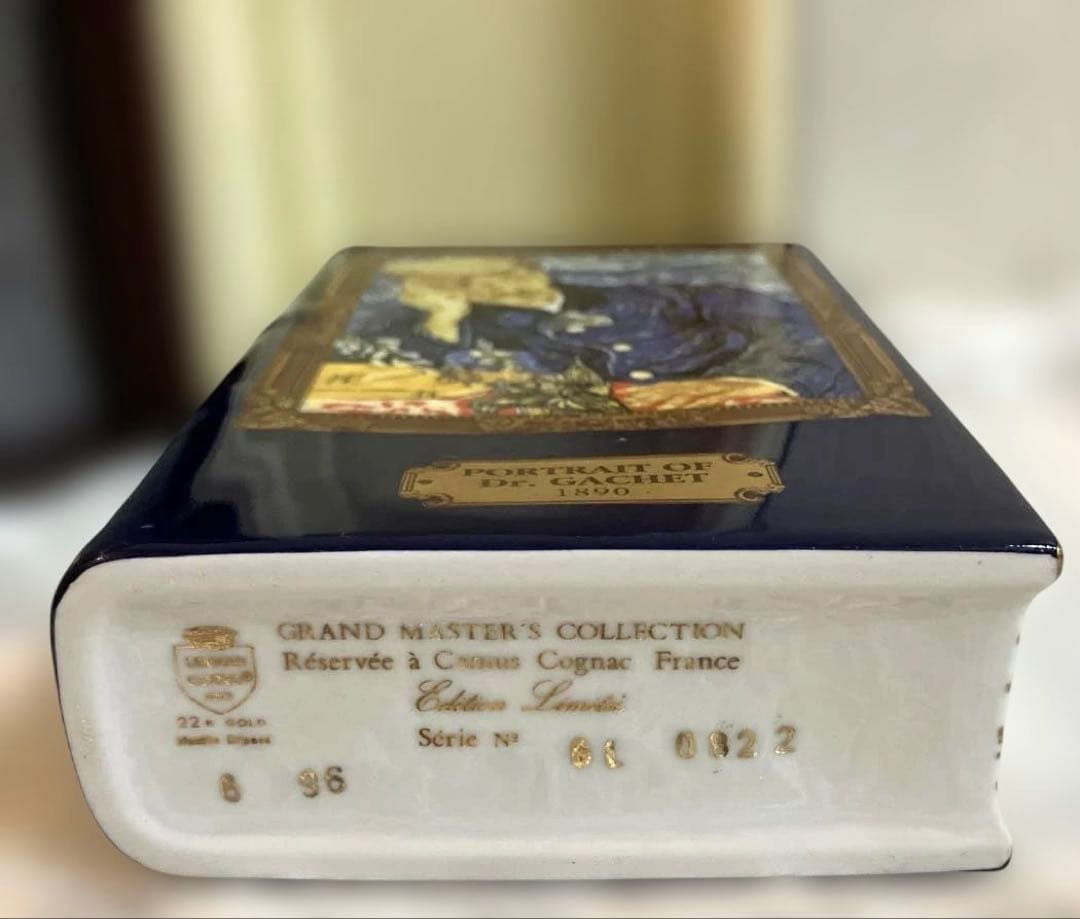 PORTRAIT OF
Dr. GACHET
1890
GRAND MASTER'S COLLECTION
Réservée à Camus Cognac France
Edition Limitée
22 K GOLD
Série Nº 0822
6 96